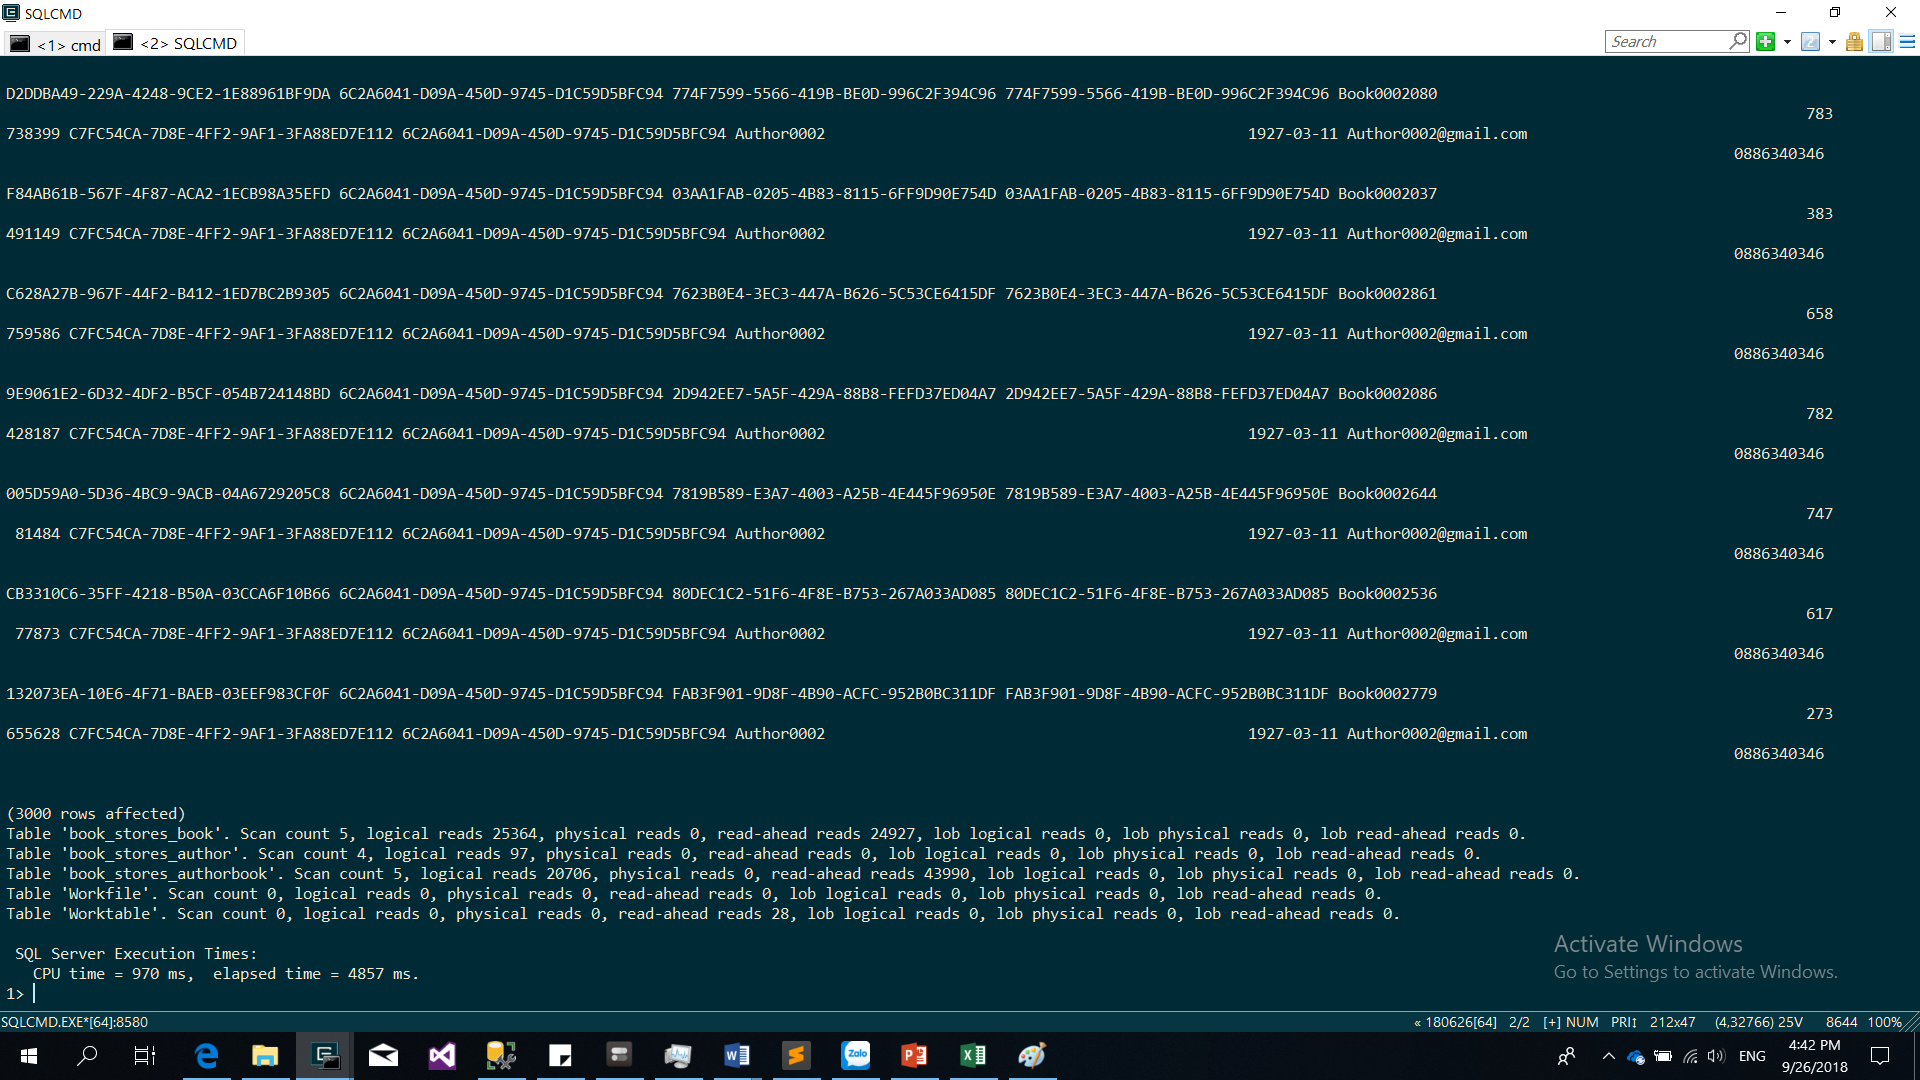 SQLCMD
<1> cmd
<2> SQLCMD
Search
D2DDBA49-229A-4248-9CE2-1E88961BF9DA 6C2A6041-D09A-450D-9745-D1C59D5BFC94 774F7599-5566-419B-BE0D-996C2F394C96 774F7599-5566-419B-BE0D-996C2F394C96 Book0002080
783
738399 C7FC54CA-7D8E-4FF2-9AF1-3FA88ED7E112 6C2A6041-D09A-450D-9745-D1C59D5BFC94 Author0002 1927-03-11 Author0002@gmail.com
0886340346
F84AB61B-567F-4F87-ACA2-1ECB98A35EFD 6C2A6041-D09A-450D-9745-D1C59D5BFC94 03AA1FAB-0205-4B83-8115-6FF9D90E754D 03AA1FAB-0205-4B83-8115-6FF9D90E754D Book0002037
383
491149 C7FC54CA-7D8E-4FF2-9AF1-3FA88ED7E112 6C2A6041-D09A-450D-9745-D1C59D5BFC94 Author0002 1927-03-11 Author0002@gmail.com
0886340346
C628A27B-967F-44F2-B412-1ED7BC2B9305 6C2A6041-D09A-450D-9745-D1C59D5BFC94 7623B0E4-3EC3-447A-B626-5C53CE6415DF 7623B0E4-3EC3-447A-B626-5C53CE6415DF Book0002861
658
759586 C7FC54CA-7D8E-4FF2-9AF1-3FA88ED7E112 6C2A6041-D09A-450D-9745-D1C59D5BFC94 Author0002 1927-03-11 Author0002@gmail.com
0886340346
9E9061E2-6D32-4DF2-B5CF-054B724148BD 6C2A6041-D09A-450D-9745-D1C59D5BFC94 2D942EE7-5A5F-429A-88B8-FEFD37ED04A7 2D942EE7-5A5F-429A-88B8-FEFD37ED04A7 Book0002086
782
428187 C7FC54CA-7D8E-4FF2-9AF1-3FA88ED7E112 6C2A6041-D09A-450D-9745-D1C59D5BFC94 Author0002 1927-03-11 Author0002@gmail.com
0886340346
005D59A0-5D36-4BC9-9ACB-04A6729205C8 6C2A6041-D09A-450D-9745-D1C59D5BFC94 7819B589-E3A7-4003-A25B-4E445F96950E 7819B589-E3A7-4003-A25B-4E445F96950E Book0002644
747
81484 C7FC54CA-7D8E-4FF2-9AF1-3FA88ED7E112 6C2A6041-D09A-450D-9745-D1C59D5BFC94 Author0002 1927-03-11 Author0002@gmail.com
0886340346
CB3310C6-35FF-4218-B50A-03CCA6F10B66 6C2A6041-D09A-450D-9745-D1C59D5BFC94 80DEC1C2-51F6-4F8E-B753-267A033AD085 80DEC1C2-51F6-4F8E-B753-267A033AD085 Book0002536
617
77873 C7FC54CA-7D8E-4FF2-9AF1-3FA88ED7E112 6C2A6041-D09A-450D-9745-D1C59D5BFC94 Author0002 1927-03-11 Author0002@gmail.com
0886340346
132073EA-10E6-4F71-BAEB-03EEF983CF0F 6C2A6041-D09A-450D-9745-D1C59D5BFC94 FAB3F901-9D8F-4B90-ACFC-952B0BC311DF FAB3F901-9D8F-4B90-ACFC-952B0BC311DF Book0002779
273
655628 C7FC54CA-7D8E-4FF2-9AF1-3FA88ED7E112 6C2A6041-D09A-450D-9745-D1C59D5BFC94 Author0002 1927-03-11 Author0002@gmail.com
0886340346
(3000 rows affected)
Table 'book_stores_book'. Scan count 5, logical reads 25364, physical reads 0, read-ahead reads 24927, lob logical reads 0, lob physical reads 0, lob read-ahead reads 0.
Table 'book_stores_author'. Scan count 4, logical reads 97, physical reads 0, read-ahead reads 0, lob logical reads 0, lob physical reads 0, lob read-ahead reads 0.
Table 'book_stores_authorbook'. Scan count 5, logical reads 20706, physical reads 0, read-ahead reads 43990, lob logical reads 0, lob physical reads 0, lob read-ahead reads 0.
Table 'Workfile'. Scan count 0, logical reads 0, physical reads 0, read-ahead reads 0, lob logical reads 0, lob physical reads 0, lob read-ahead reads 0.
Table 'Worktable'. Scan count 0, logical reads 0, physical reads 0, read-ahead reads 28, lob logical reads 0, lob physical reads 0, lob read-ahead reads 0.
SQL Server Execution Times:
CPU time = 970 ms, elapsed time = 4857 ms.
1>
Activate Windows
Go to Settings to activate Windows.
SQLCMD.EXE*[64]:8580 « 180626[64] 2/2 [+] NUM PRI↕ 212x47 (4,32766) 25V 8644 100%
Zalo
ENG
4:42 PM
9/26/2018